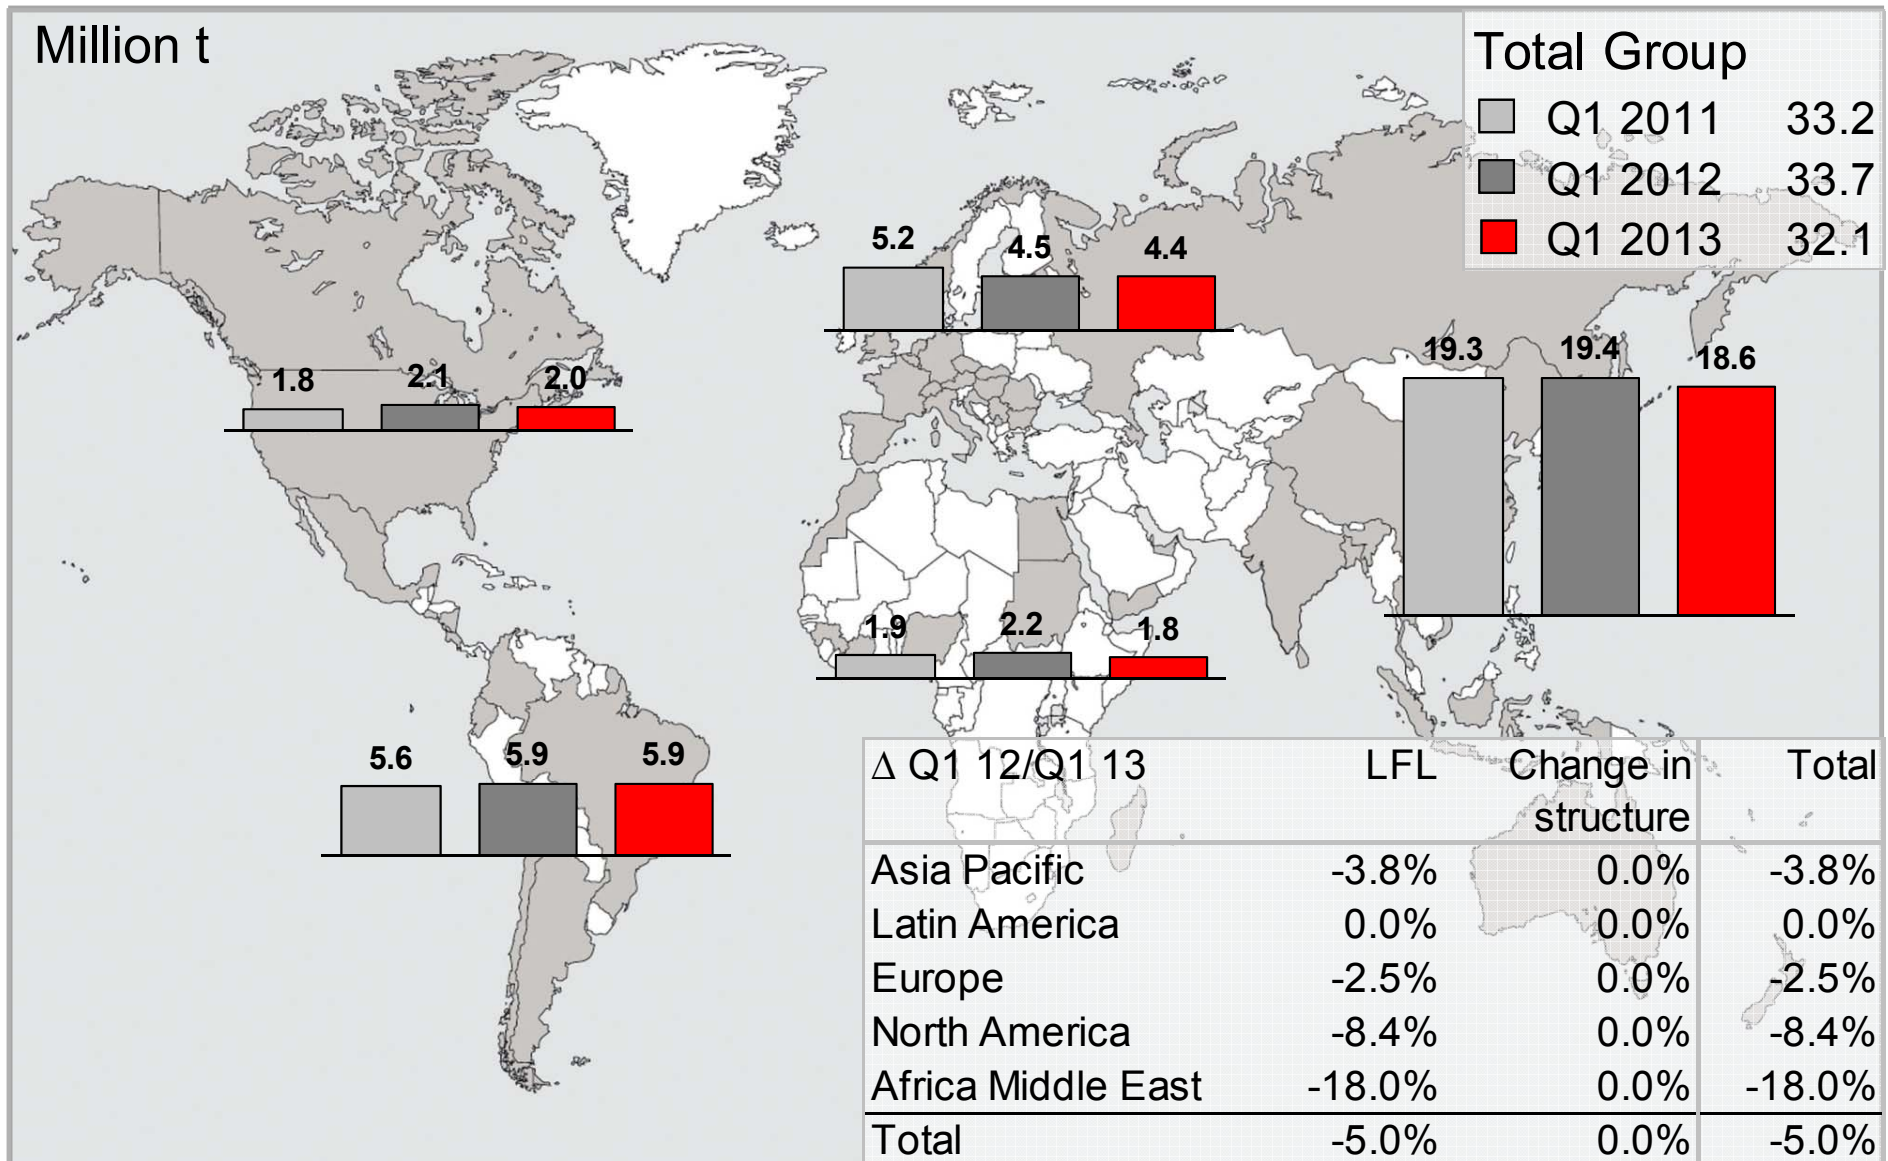 Million t
Total Group
Q1 2011 33.2
Q1 2012 33.7
Q1 2013 32.1
5.2 4.5 4.4
19.3 19.4 18.6
1.8 2.1 2.0
1.9 2.2 1.8
5.6 5.9 5.9
Δ Q1 12/Q1 13 LFL Change in Total
structure
Asia Pacific -3.8% 0.0% -3.8%
Latin America 0.0% 0.0% 0.0%
Europe -2.5% 0.0% -2.5%
North America -8.4% 0.0% -8.4%
Africa Middle East -18.0% 0.0% -18.0%
Total -5.0% 0.0% -5.0%